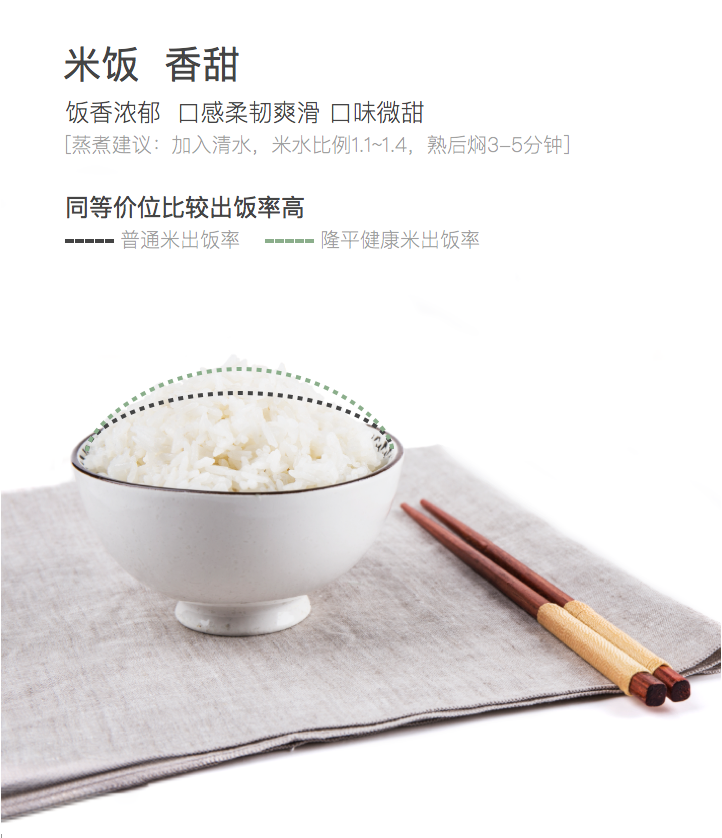 米饭 香甜
饭香浓郁 口感柔韧爽滑 口味微甜
[蒸煮建议：加入清水，米水比例1.1~1.4，熟后焖3-5分钟]
同等价位比较出饭率高
普通米出饭率 隆平健康米出饭率